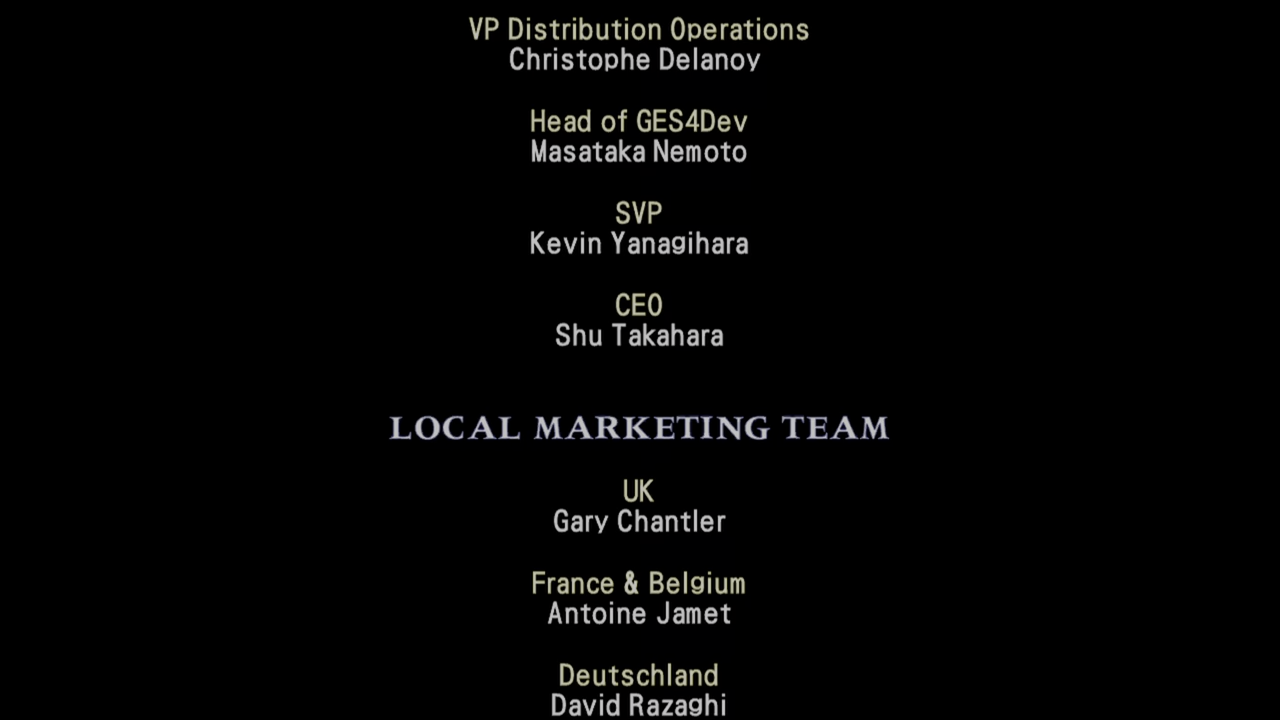 VP Distribution Operations
Christophe Delanoy
Head of GES4Dev
Masataka Nemoto
SVP
Kevin Yanagihara
CEO
Shu Takahara
LOCAL MARKETING TEAM
UK
Gary Chantler
France & Belgium
Antoine Jamet
Deutschland
David Razaghi